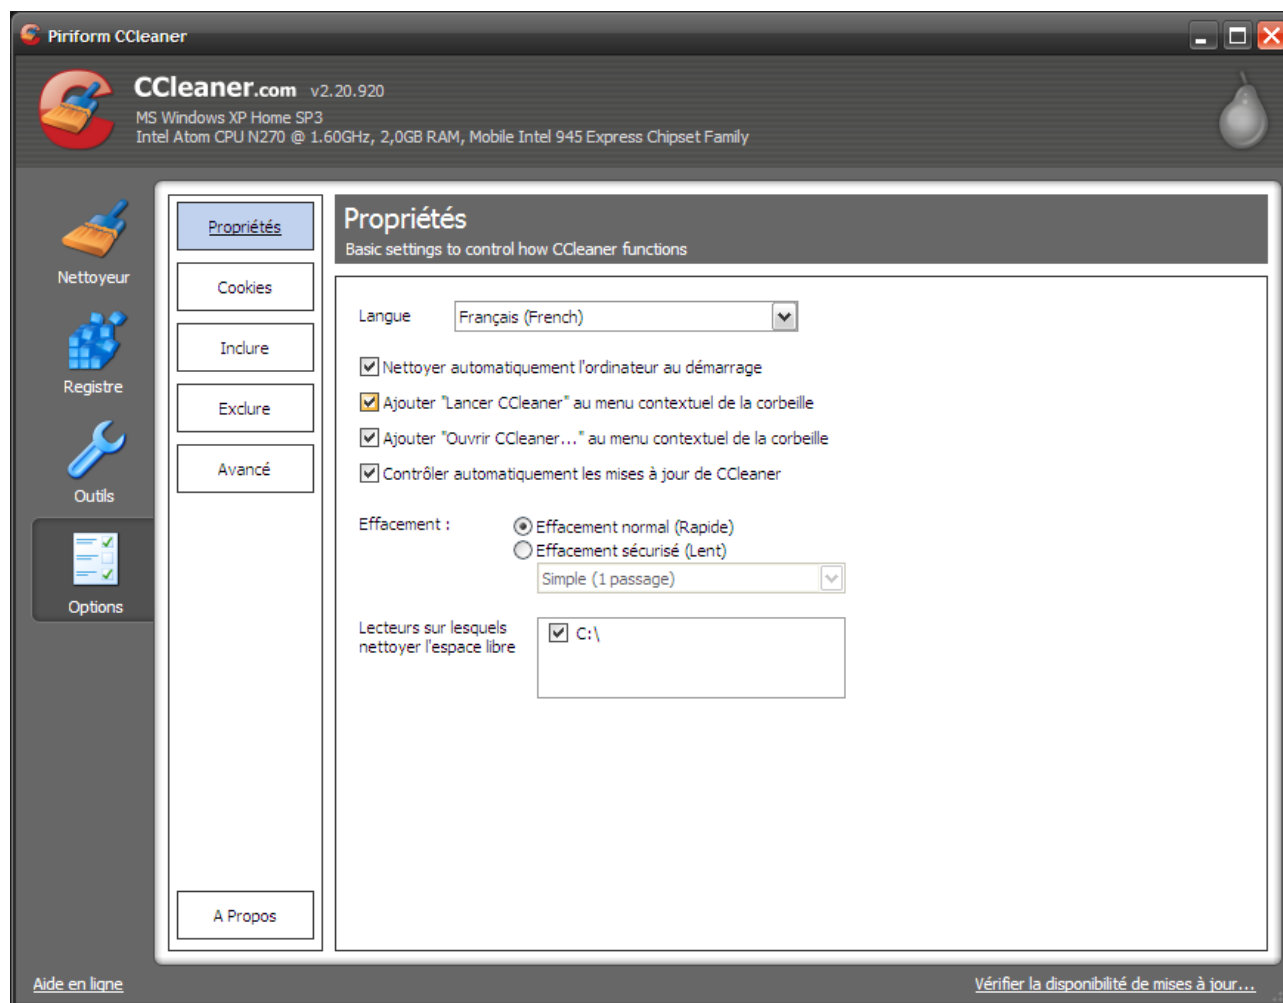 Piriform CCleaner
CCleaner.com v2.20.920
MS Windows XP Home SP3
Intel Atom CPU N270 @ 1.60GHz, 2,0GB RAM, Mobile Intel 945 Express Chipset Family
Nettoyeur
Registre
Outils
Options
Propriétés
Cookies
Inclure
Exclure
Avancé
A Propos
Propriétés
Basic settings to control how CCleaner functions
Langue Français (French)
Nettoyer automatiquement l'ordinateur au démarrage
Ajouter "Lancer CCleaner" au menu contextuel de la corbeille
Ajouter "Ouvrir CCleaner..." au menu contextuel de la corbeille
Contrôler automatiquement les mises à jour de CCleaner
Effacement : Effacement normal (Rapide)
Effacement sécurisé (Lent)
Simple (1 passage)
Lecteurs sur lesquels
nettoyer l'espace libre
C:\
Aide en ligne
Vérifier la disponibilité de mises à jour...